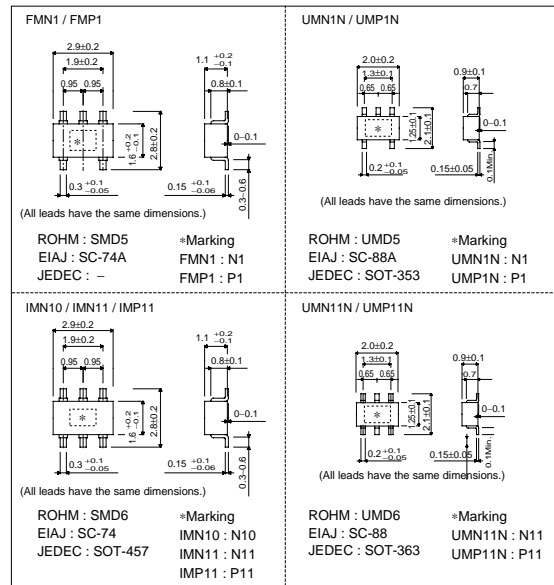 FMN1 / FMP1
2.9±0.2
1.9±0.2
0.95 0.95
1.1 +0.2 −0.1
0.8±0.1
1.6 +0.2 −0.1
2.8±0.2
0−0.1
0.3 +0.1 −0.05
0.15 +0.1 −0.06
0.3−0.6
(All leads have the same dimensions.)
ROHM : SMD5
EIAJ : SC-74A
JEDEC : −
*Marking
FMN1 : N1
FMP1 : P1
UMN1N / UMP1N
2.0±0.2
1.3±0.1
0.65 0.65
0.9±0.1
0.7
1.25±0.1
2.1±0.1
0−0.1
0.2 +0.1 −0.05
0.15±0.05
0.1Min.
(All leads have the same dimensions.)
ROHM : UMD5
EIAJ : SC-88A
JEDEC : SOT-353
*Marking
UMN1N : N1
UMP1N : P1
IMN10 / IMN11 / IMP11
2.9±0.2
1.9±0.2
0.95 0.95
1.1 +0.2 −0.1
0.8±0.1
1.6 +0.2 −0.1
2.8±0.2
0−0.1
0.3 +0.1 −0.05
0.15 +0.1 −0.06
0.3−0.6
(All leads have the same dimensions.)
ROHM : SMD6
EIAJ : SC-74
JEDEC : SOT-457
*Marking
IMN10 : N10
IMN11 : N11
IMP11 : P11
UMN11N / UMP11N
2.0±0.2
1.3±0.1
0.65 0.65
0.9±0.1
0.7
1.25±0.1
2.1±0.1
0−0.1
0.2 +0.1 −0.05
0.15±0.05
0.1Min.
(All leads have the same dimensions.)
ROHM : UMD6
EIAJ : SC-88
JEDEC : SOT-363
*Marking
UMN11N : N11
UMP11N : P11